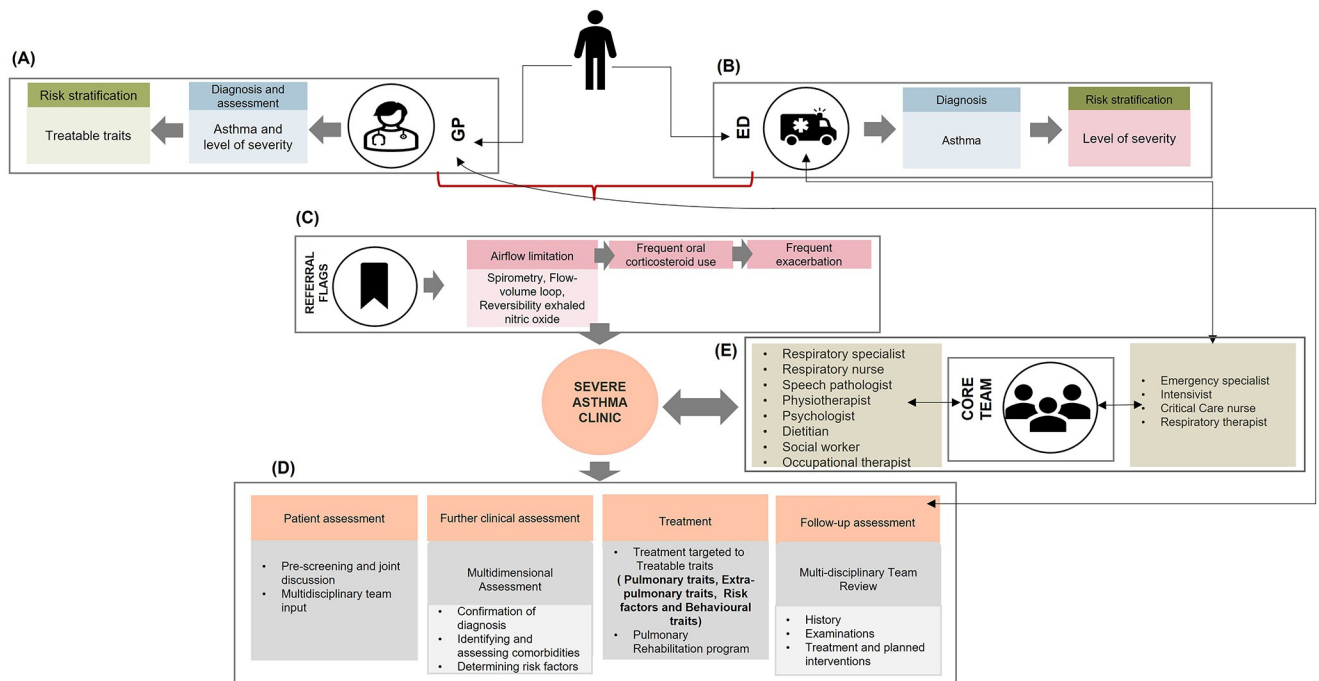 (A)
Risk stratification
Treatable traits
Diagnosis and
assessment
Asthma and
level of severity
GP
(B)
ED
Diagnosis
Asthma
Risk stratification
Level of severity
(C)
REFERRAL
FLAGS
Airflow limitation
Spirometry, Flow-
volume loop,
Reversibility exhaled
nitric oxide
Frequent oral
corticosteroid use
Frequent
exacerbation
SEVERE
ASTHMA
CLINIC
(E)
• Respiratory specialist
• Respiratory nurse
• Speech pathologist
• Physiotherapist
• Psychologist
• Dietitian
• Social worker
• Occupational therapist
CORE
TEAM
• Emergency specialist
• Intensivist
• Critical Care nurse
• Respiratory therapist
(D)
Patient assessment
• Pre-screening and joint
discussion
• Multidisciplinary team
input
Further clinical assessment
Multidimensional
Assessment
• Confirmation of
diagnosis
• Identifying and
assessing comorbidities
• Determining risk factors
Treatment
• Treatment targeted to
Treatable traits
( Pulmonary traits, Extra-
pulmonary traits, Risk
factors and Behavioural
traits)
• Pulmonary
Rehabilitation program
Follow-up assessment
Multi-disciplinary Team
Review
• History
• Examinations
• Treatment and planned
interventions